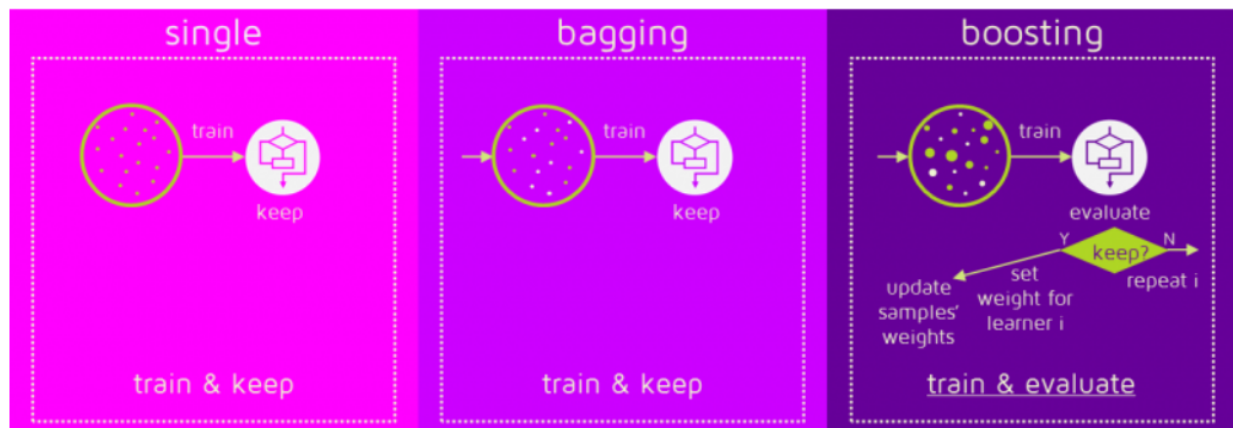 single
train
keep
train & keep
bagging
train
keep
train & keep
boosting
train
evaluate
Y
keep?
N
repeat i
set
weight for
learner i
update
samples'
weights
train & evaluate